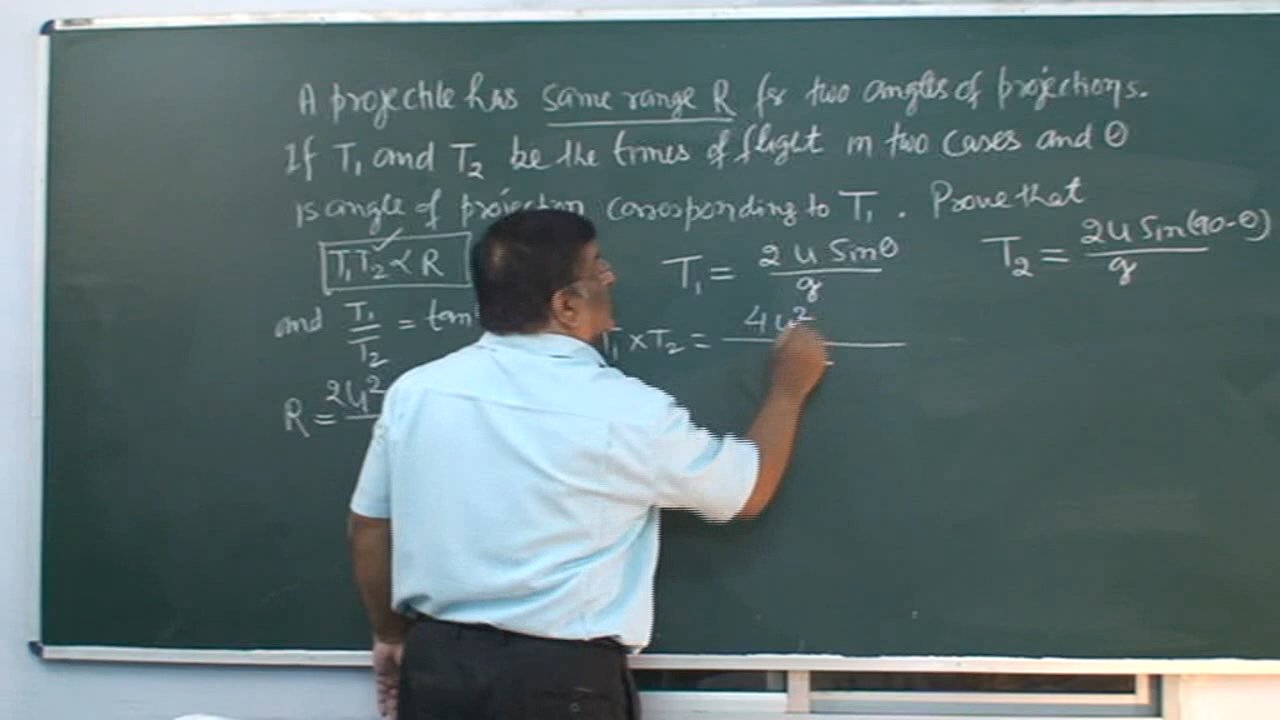 A projectile has same range R for two angles of projections.
If T₁ and T₂ be the times of flight in two cases and θ
is angle of projection corresponding to T₁. Prove that
T₁T₂ ∝ R
and T₁/T₂ = tan
R = 2u²
T₁ = 2u Sinθ/g
T₂ = 2u Sin(90-θ)/g
T₁ × T₂ = 4u²